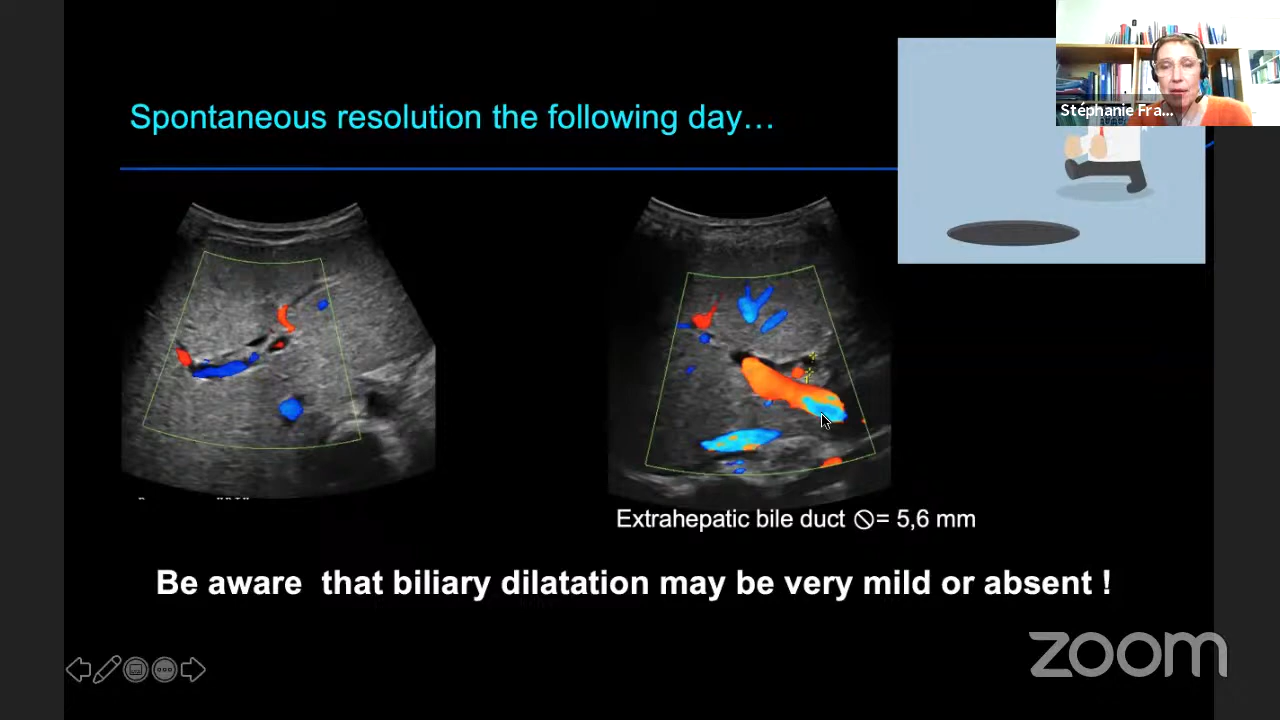 Stéphanie Fra...
Spontaneous resolution the following day…
Extrahepatic bile duct ⦸= 5,6 mm
Be aware  that biliary dilatation may be very mild or absent !
zoom